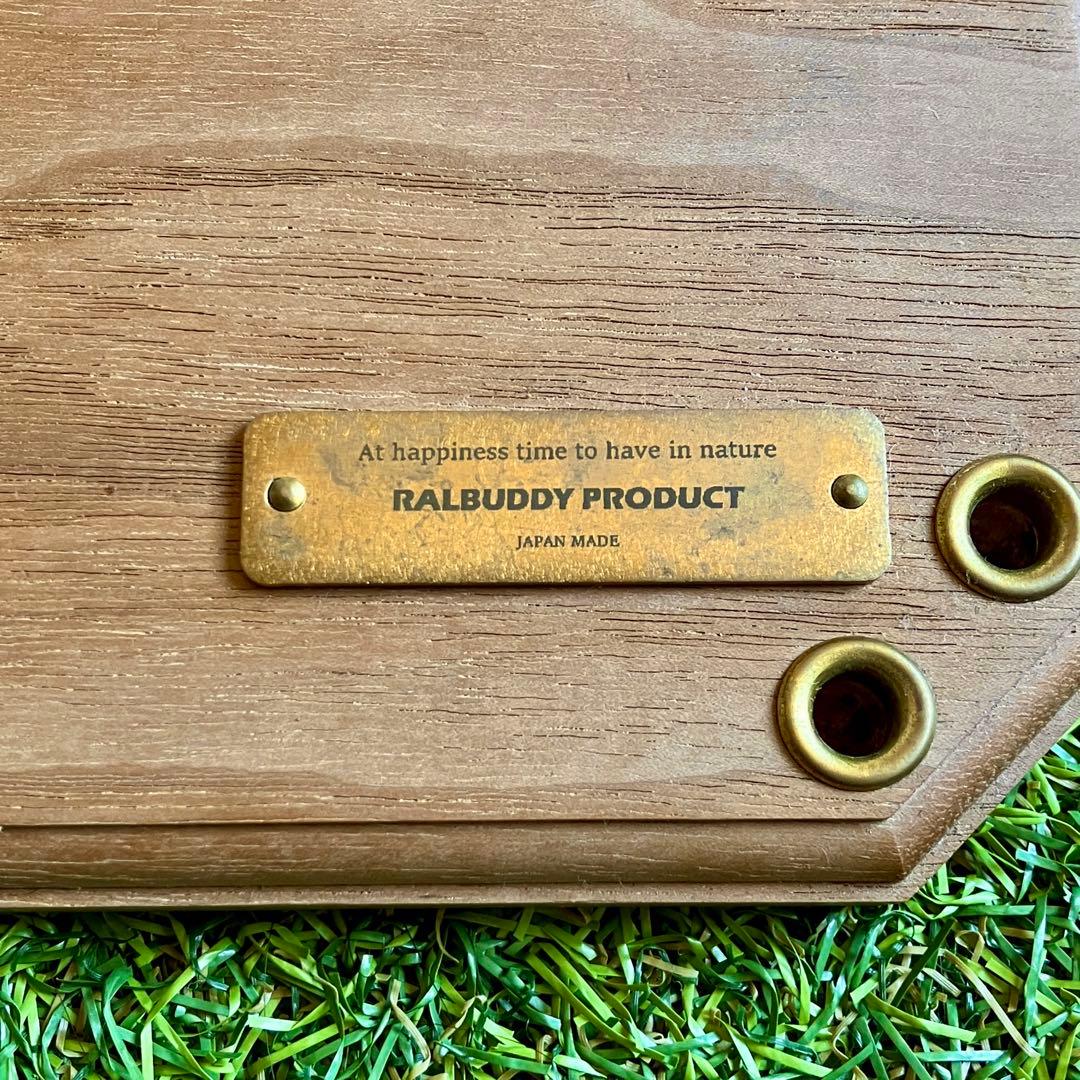 At happiness time to have in nature
RALBUDDY PRODUCT
JAPAN MADE